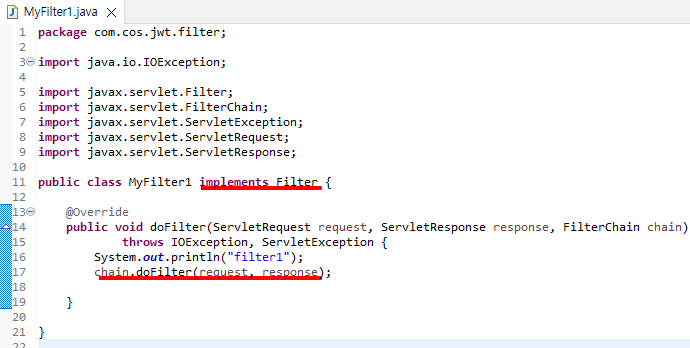 MyFilter1.java
1 package com.cos.jwt.filter;
2
3 import java.io.IOException;
4
5 import javax.servlet.Filter;
6 import javax.servlet.FilterChain;
7 import javax.servlet.ServletException;
8 import javax.servlet.ServletRequest;
9 import javax.servlet.ServletResponse;
10
11 public class MyFilter1 implements Filter {
12
13 @Override
14 public void doFilter(ServletRequest request, ServletResponse response, FilterChain chain)
15 throws IOException, ServletException {
16 System.out.println("filter1");
17 chain.doFilter(request, response);
18
19 }
20
21 }
22